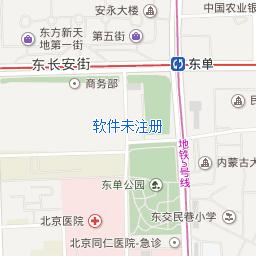 安永大楼
中国农业银
东方新天
地第一街
第五街
东长安街
东单
商务部
软件未注册
地铁5号线
内蒙古大
东单公园
北京医院
东交民巷小学
北京同仁医院-急诊